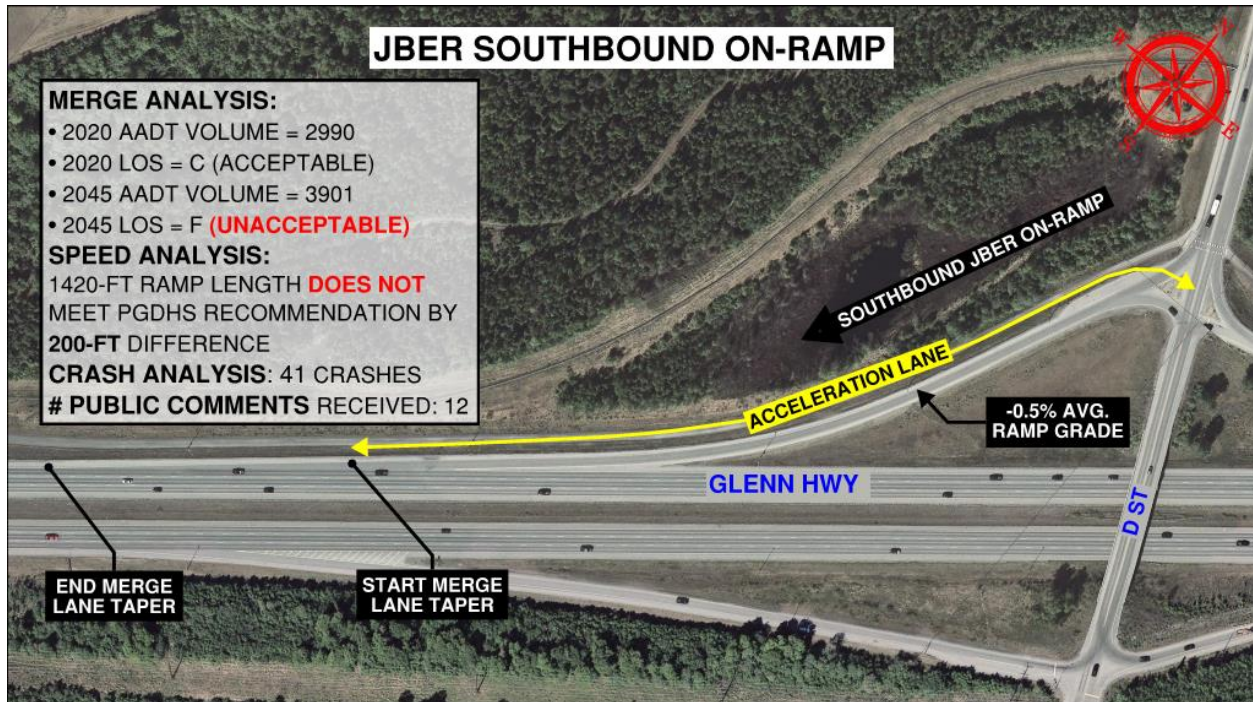 JBER SOUTHBOUND ON-RAMP
MERGE ANALYSIS:
• 2020 AADT VOLUME = 2990
• 2020 LOS = C (ACCEPTABLE)
• 2045 AADT VOLUME = 3901
• 2045 LOS = F (UNACCEPTABLE)
SPEED ANALYSIS:
1420-FT RAMP LENGTH DOES NOT
MEET PGDHS RECOMMENDATION BY
200-FT DIFFERENCE
CRASH ANALYSIS: 41 CRASHES
# PUBLIC COMMENTS RECEIVED: 12
W
N
S
E
SOUTHBOUND JBER ON-RAMP
ACCELERATION LANE
-0.5% AVG.
RAMP GRADE
GLENN HWY
D ST
END MERGE
LANE TAPER
START MERGE
LANE TAPER